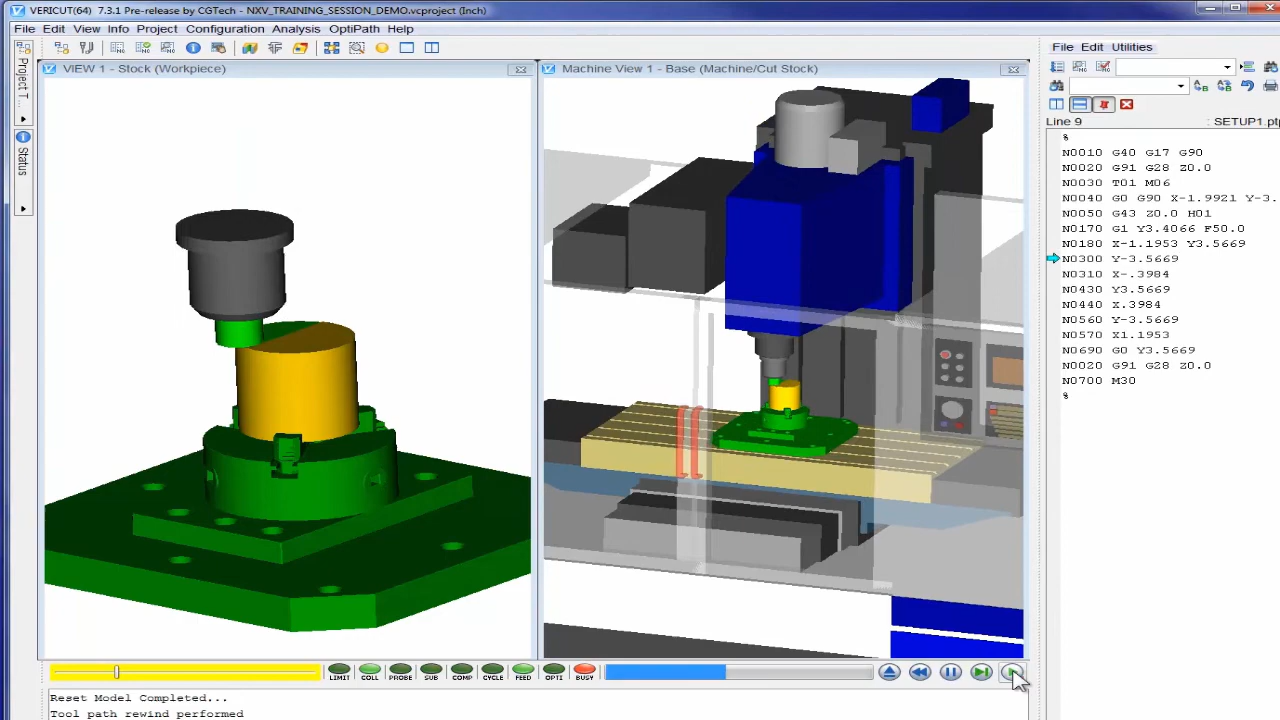 VERICUT(64) 7.3.1 Pre-release by CGTech - NXV_TRAINING_SESSION_DEMO.vcproject (Inch)
File Edit View Info Project Configuration Analysis OptiPath Help
Project T...
Status
VIEW 1 - Stock (Workpiece)
Machine View 1 - Base (Machine/Cut Stock)
File Edit Utilities
Line 9 : SETUP1.pt
%
N0010 G40 G17 G90
N0020 G91 G28 Z0.0
N0030 T01 M06
N0040 G0 G90 X-1.9921 Y-3.
N0050 G43 Z0.0 H01
N0170 G1 Y3.4066 F50.0
N0180 X-1.1953 Y3.5669
N0300 Y-3.5669
N0310 X-.3984
N0430 Y3.5669
N0440 X.3984
N0560 Y-3.5669
N0570 X1.1953
N0690 G0 Y3.5669
N0020 G91 G28 Z0.0
N0700 M30
%
LIMIT COLL PROBE SUB COMP CYCLE FEED OPTI BUSY
Reset Model Completed...
Tool path rewind performed